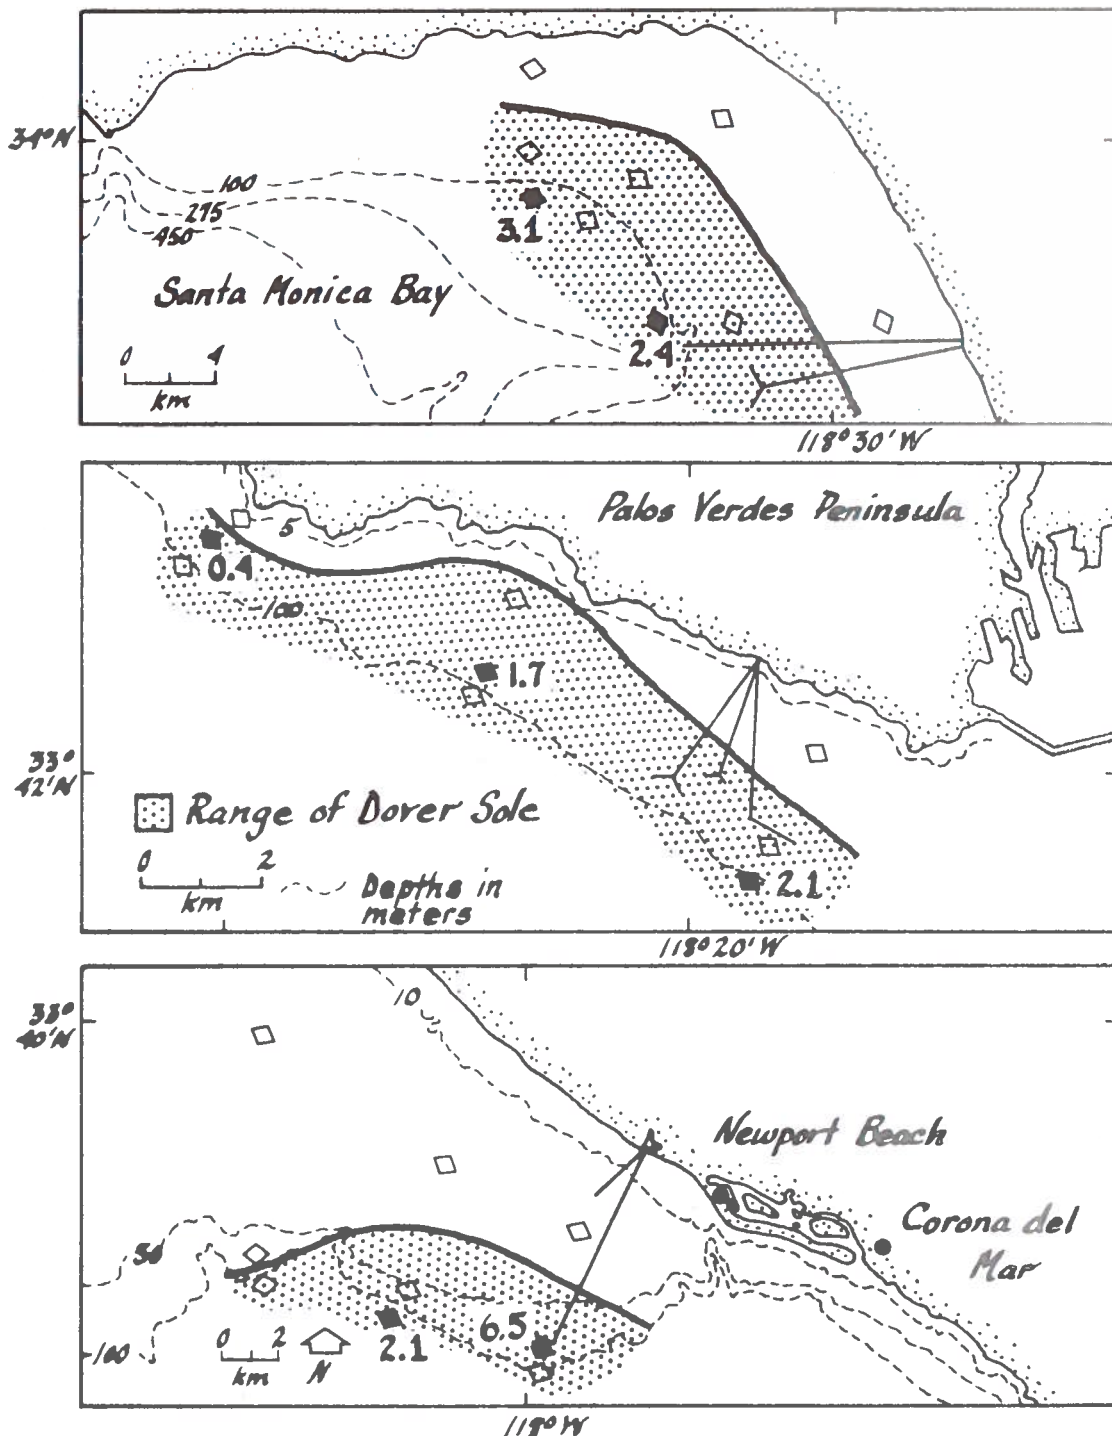 34° N
100
275
450
3.1
Santa Monica Bay
2.4
0 4
km
118° 30' W
Palos Verdes Peninsula
5
0.4
100
1.7
33°
42' N
Range of Dover Sole
0 2
km
Depths in
meters
2.1
118° 20' W
33°
40' N
10
Newport Beach
Corona del
Mar
30
6.5
0 2
km
N
2.1
100
118° W